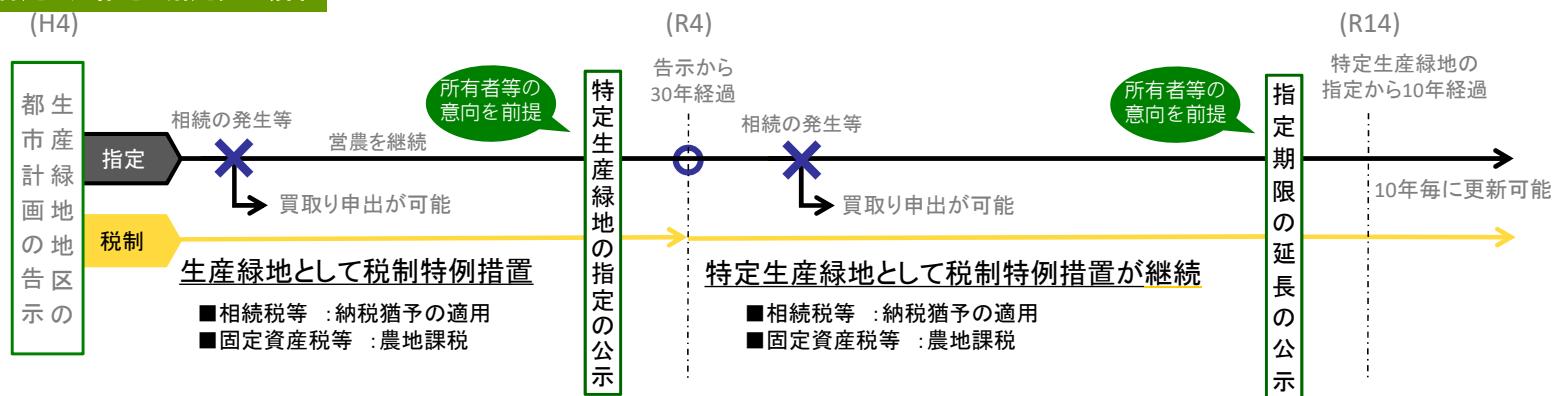 (H4)
(R4)
(R14)
生産緑地地区の
都市計画の告示
指定
税制
相続の発生等
営農を継続
買取り申出が可能
所有者等の
意向を前提
特定生産緑地の指定の公示
告示から
30年経過
相続の発生等
買取り申出が可能
所有者等の
意向を前提
指定期限の延長の公示
特定生産緑地の
指定から10年経過
10年毎に更新可能
生産緑地として税制特例措置
■相続税等 :納税猶予の適用
■固定資産税等 :農地課税
特定生産緑地として税制特例措置が継続
■相続税等 :納税猶予の適用
■固定資産税等 :農地課税